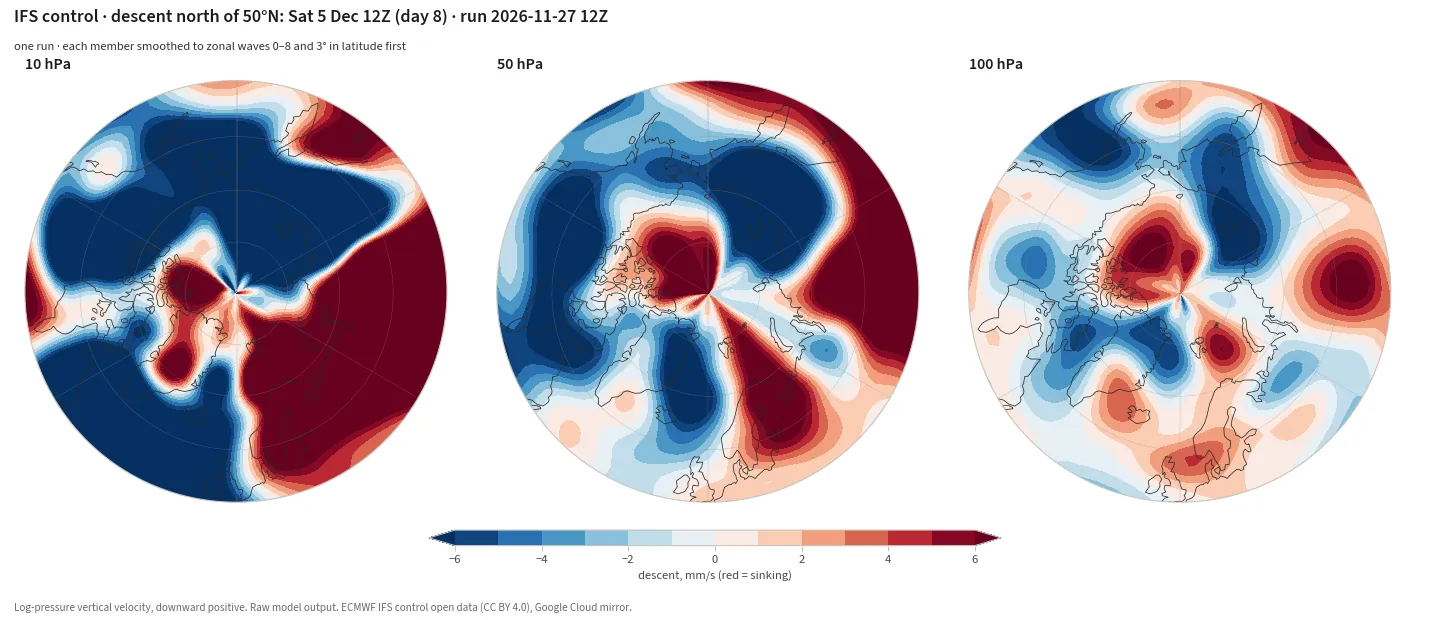 IFS control · descent north of 50°N: Sat 5 Dec 12Z (day 8) · run 2026-11-27 12Z
one run · each member smoothed to zonal waves 0–8 and 3° in latitude first
10 hPa
50 hPa
100 hPa
−6 −4 −2 0 2 4 6
descent, mm/s (red = sinking)
Log-pressure vertical velocity, downward positive. Raw model output. ECMWF IFS control open data (CC BY 4.0), Google Cloud mirror.